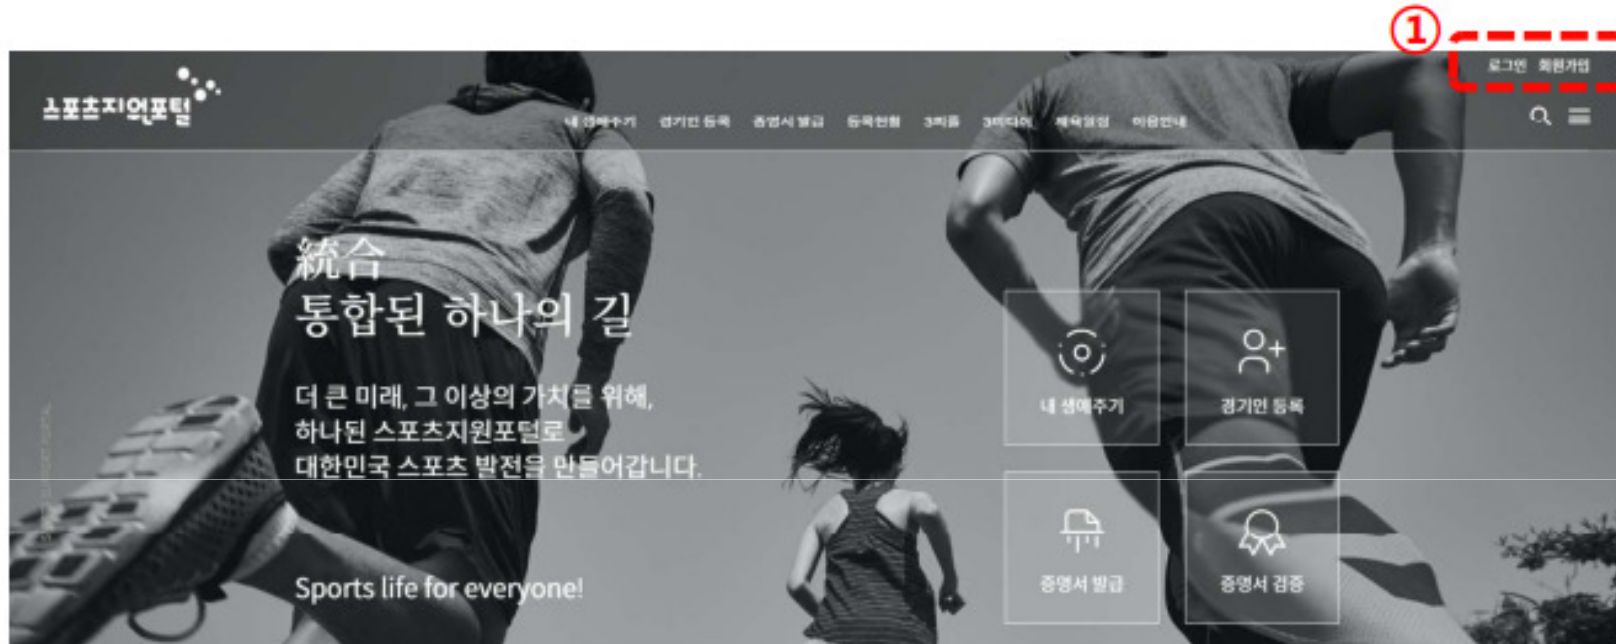 ①
로그인 회원가입
스포츠지원포털
내 생애주기 경기인 등록 증명서 발급 등록현황 3피플 3미디어 체육일정 이용안내
統合
통합된 하나의 길
더 큰 미래, 그 이상의 가치를 위해,
하나된 스포츠지원포털로
대한민국 스포츠 발전을 만들어갑니다.
내 생애주기 경기인 등록
증명서 발급 증명서 검증
Sports life for everyone!